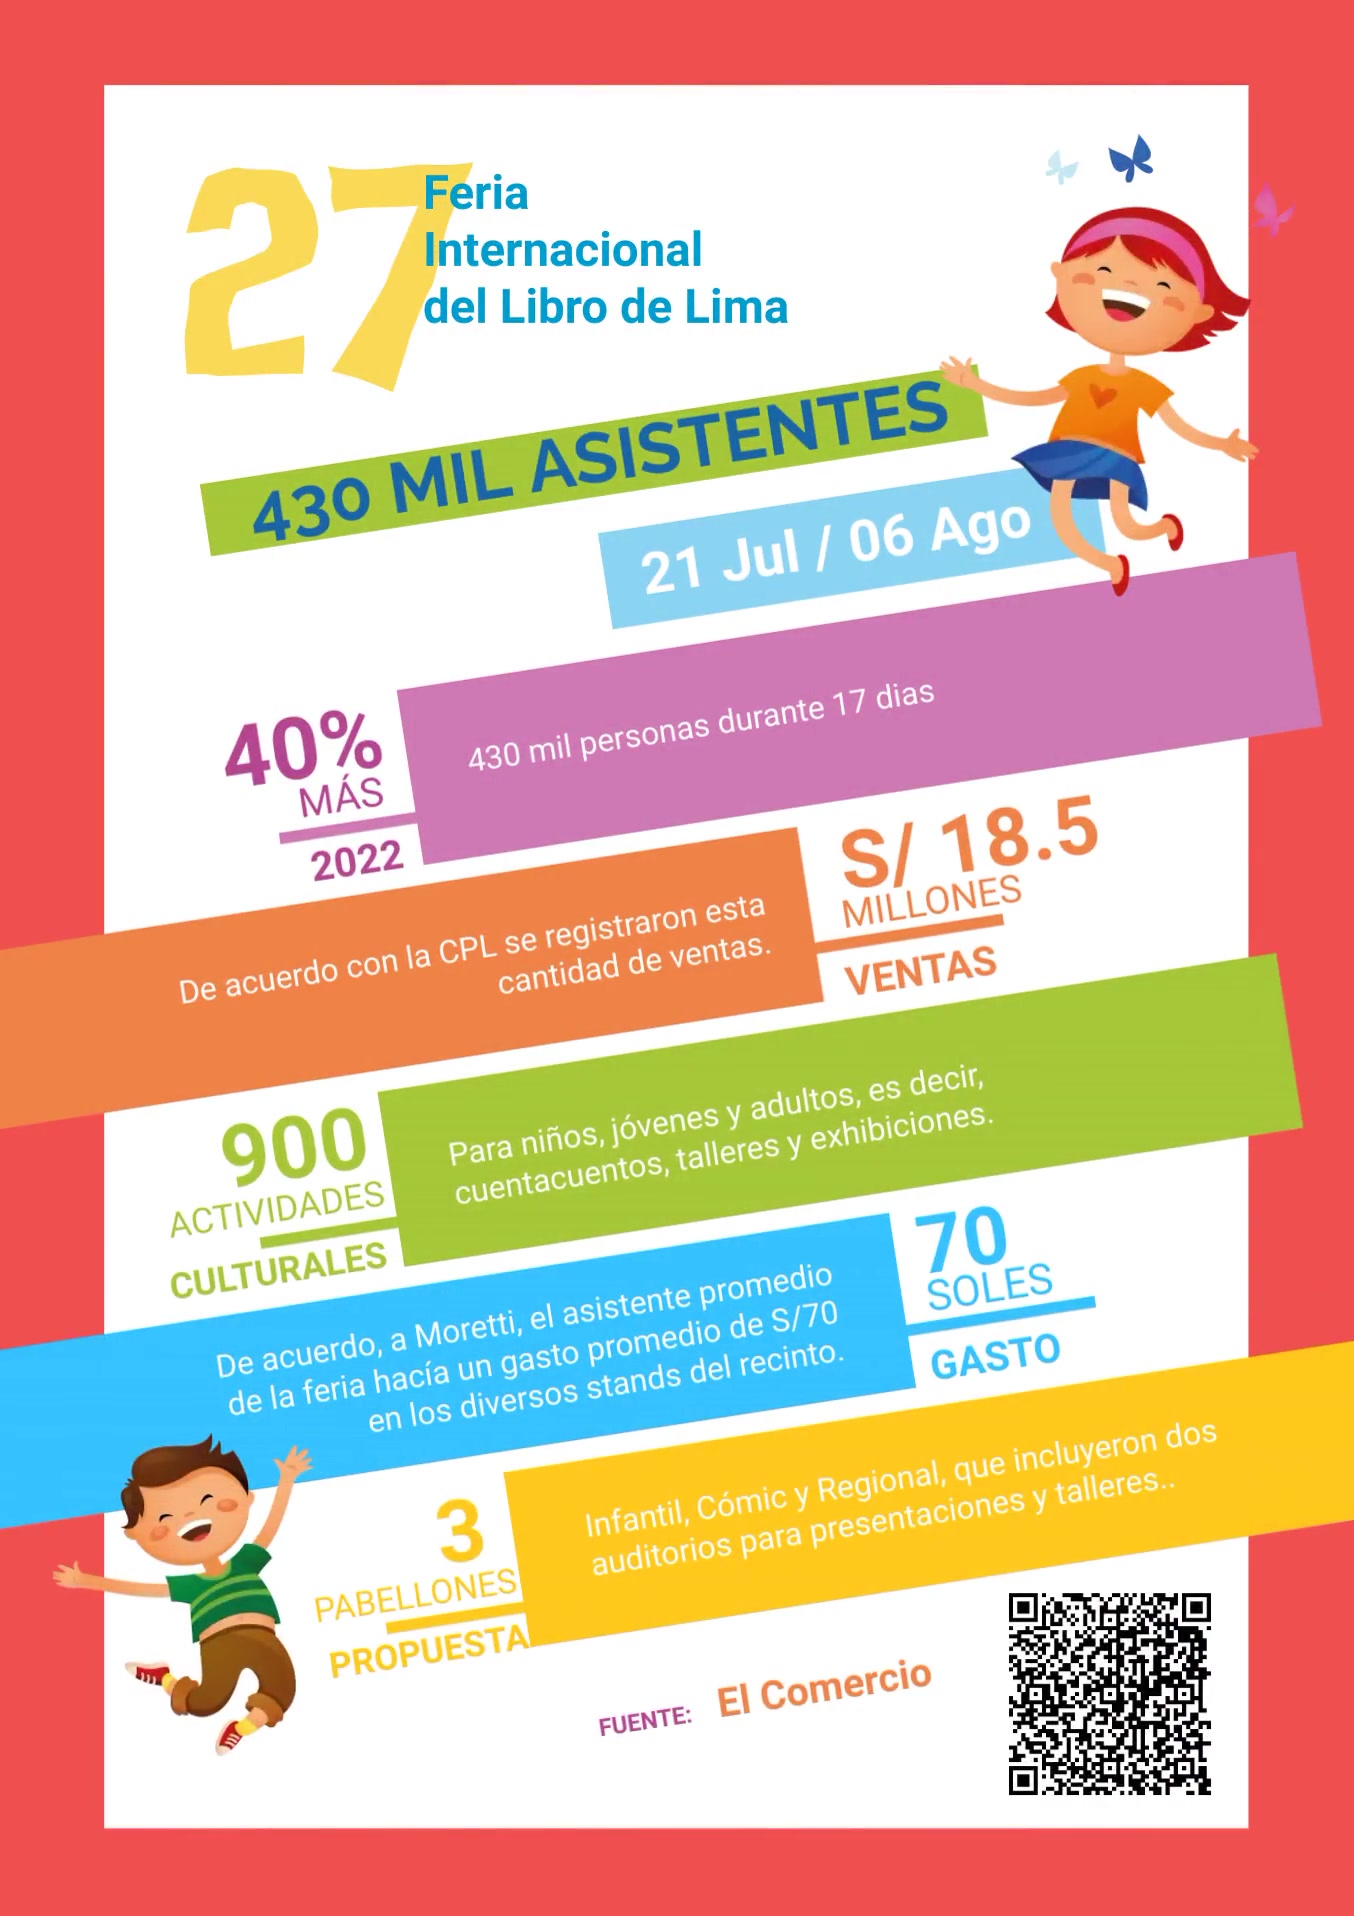 27
Feria
Internacional
del Libro de Lima
430 MIL ASISTENTES
21 Jul / 06 Ago
40%
MÁS
2022
430 mil personas durante 17 dias
De acuerdo con la CPL se registraron esta
cantidad de ventas.
S/ 18.5
MILLONES
VENTAS
900
ACTIVIDADES
CULTURALES
Para niños, jóvenes y adultos, es decir,
cuentacuentos, talleres y exhibiciones.
De acuerdo, a Moretti, el asistente promedio
de la feria hacía un gasto promedio de S/70
en los diversos stands del recinto.
70
SOLES
GASTO
3
PABELLONES
PROPUESTA
Infantil, Cómic y Regional, que incluyeron dos
auditorios para presentaciones y talleres..
FUENTE: El Comercio